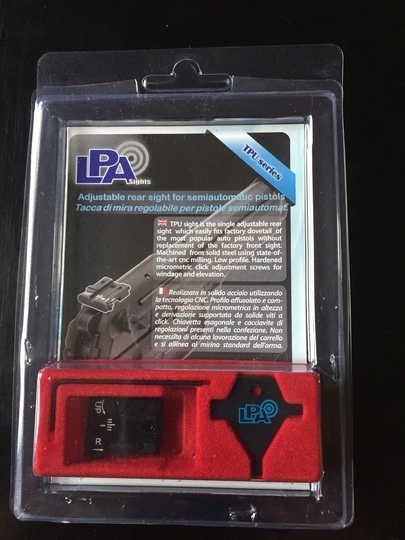 LPA
Sights
TPU series
Adjustable rear sight for semiautomatic pistols
Tacca di mira regolabile per pistole semiautomat.
TPU sight is the single adjustable rear
sight which easily fits factory dovetail of
the most popular auto pistols without
replacement of the factory front sight.
Machined from solid steel using state-of-
the-art cnc milling. Low profile. Hardened
micrometric click adjustment screws for
windage and elevation.
Realizzata in solido acciaio utilizzando
la tecnologia CNC. Profilo affusolato e com-
patto, regolazione micrometrica in altezza
e derivazione supportata da solide viti a
click. Chiavetta esagonale e cacciavite di
regolazioni presenti nella confezione. Non
necessita di alcuna lavorazione del carrello
e si allinea al mirino standard dell'arma.
UP
R
LPA